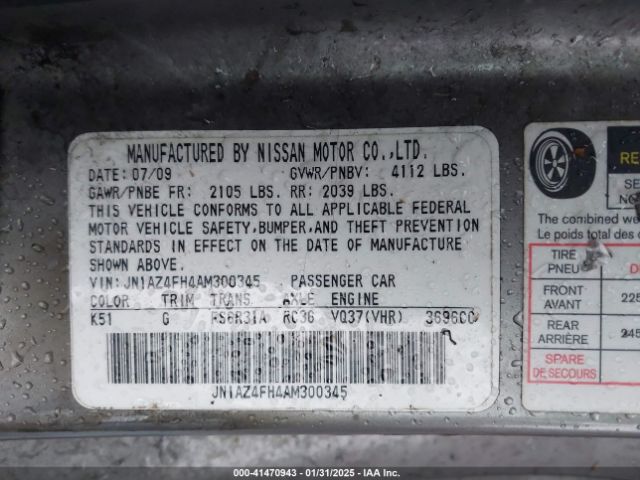 MANUFACTURED BY NISSAN MOTOR CO.,LTD.
DATE: 07/09 GVWR/PNBV: 4112 LBS.
GAWR/PNBE FR: 2105 LBS. RR: 2039 LBS.
THIS VEHICLE CONFORMS TO ALL APPLICABLE FEDERAL
MOTOR VEHICLE SAFETY,BUMPER,AND THEFT PREVENTION
STANDARDS IN EFFECT ON THE DATE OF MANUFACTURE
SHOWN ABOVE.
VIN:JN1AZ4FH4AM300345 PASSENGER CAR
COLOR TRIM TRANS. AXLE ENGINE
K51 G FS6R31A RC36 VQ37(VHR) 3696CC
JN1AZ4FH4AM300345
The combined
Le poids total des
TIRE
PNEU
FRONT
AVANT
225
REAR
ARRIÈRE
245
SPARE
DE SECOURS
000-41470943 - 01/31/2025 - IAA Inc.